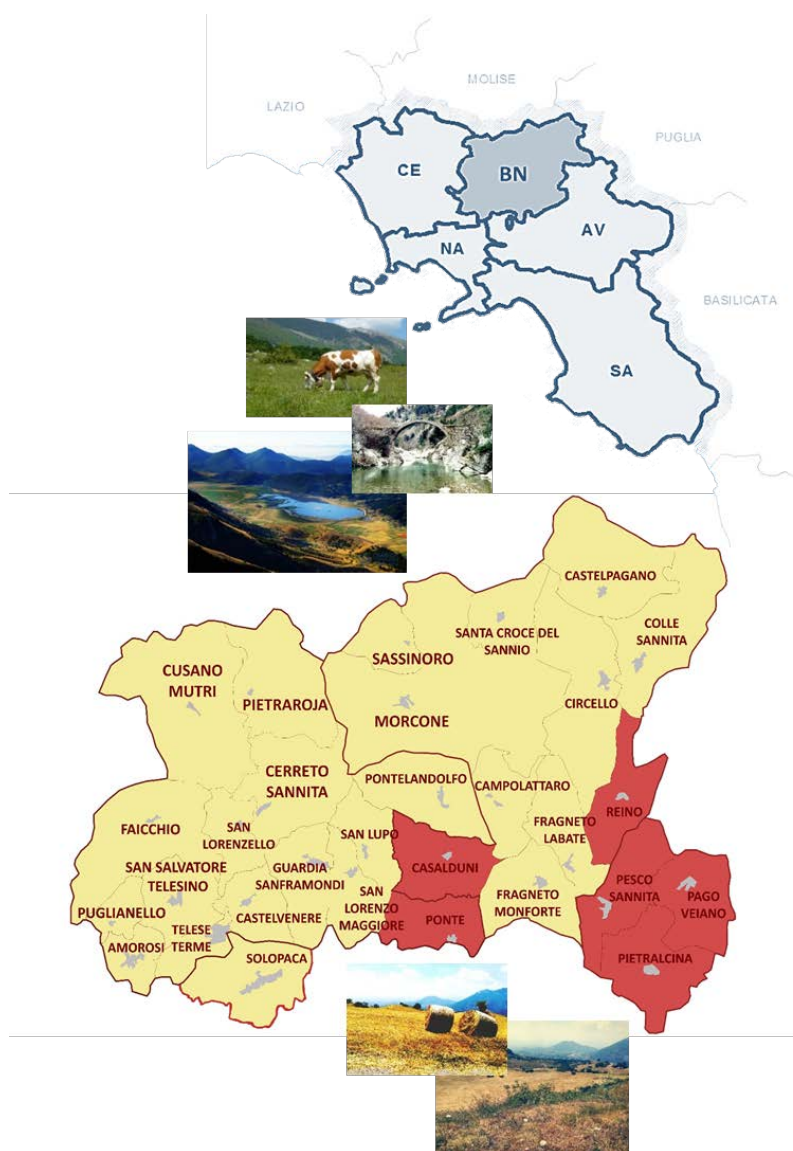 MOLISE
LAZIO
PUGLIA
CE
BN
AV
NA
BASILICATA
SA
CASTELPAGANO
COLLE
SANNITA
SANTA CROCE DEL
SANNIO
SASSINORO
CUSANO
MUTRI
PIETRAROJA
CIRCELLO
MORCONE
CERRETO
SANNITA
PONTELANDOLFO
CAMPOLATTARO
REINO
FAICCHIO
SAN
LORENZELLO
SAN LUPO
FRAGNETO
LABATE
CASALDUNI
SAN SALVATORE
TELESINO
GUARDIA
SANFRAMONDI
PESCO
SANNITA
PAGO
VEIANO
FRAGNETO
MONFORTE
SAN
LORENZO
MAGGIORE
PUGLIANELLO
CASTELVENERE
PONTE
TELESE
TERME
AMOROSI
SOLOPACA
PIETRALCINA